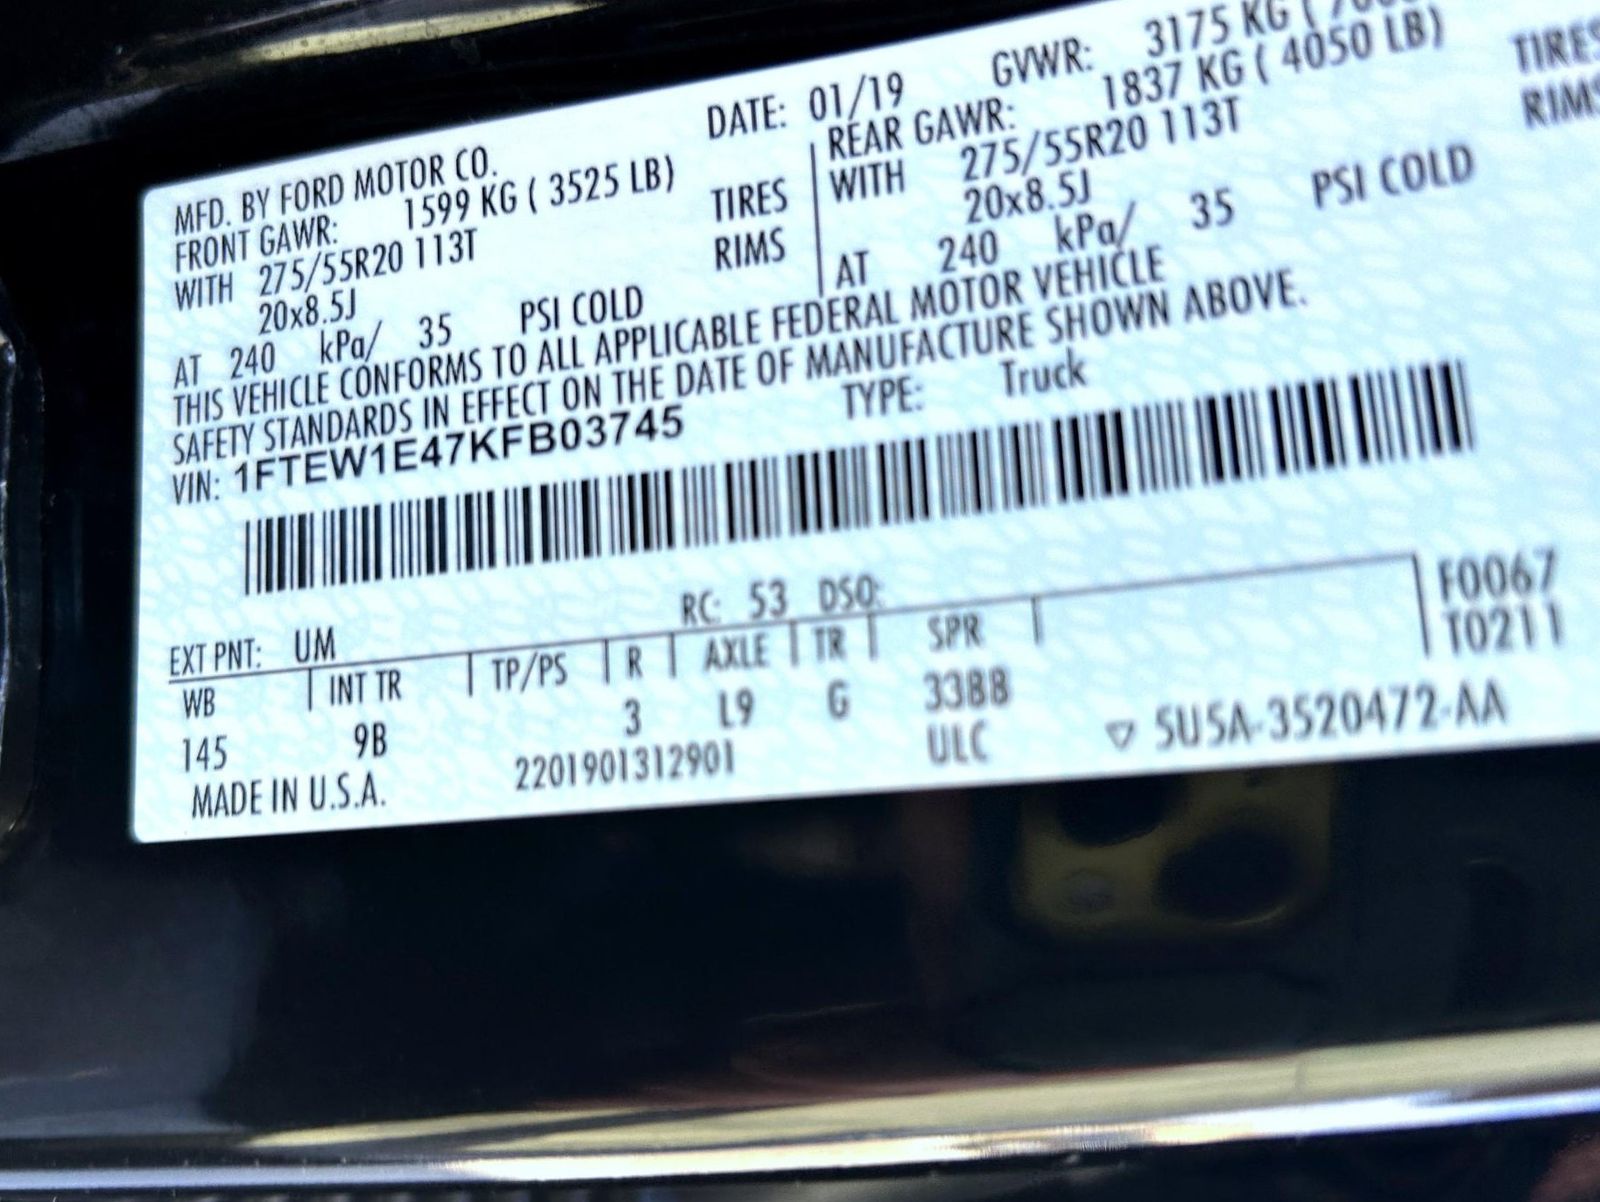 MFD. BY FORD MOTOR CO. DATE: 01/19 GVWR: 3175 KG (
FRONT GAWR: 1599 KG ( 3525 LB) REAR GAWR: 1837 KG ( 4050 LB)
WITH 275/55R20 113T TIRES WITH 275/55R20 113T TIRES
20x8.5J RIMS 20x8.5J RIMS
AT 240 kPa/ 35 PSI COLD AT 240 kPa/ 35 PSI COLD
THIS VEHICLE CONFORMS TO ALL APPLICABLE FEDERAL MOTOR VEHICLE
SAFETY STANDARDS IN EFFECT ON THE DATE OF MANUFACTURE SHOWN ABOVE.
VIN: 1FTEW1E47KFB03745 TYPE: Truck
F0067
EXT PNT: UM RC: 53 DSO: T0211
WB INT TR TP/PS R AXLE TR SPR
145 9B 3 L9 G 33BB
MADE IN U.S.A. 2201901312901 ULC ▽ 5U5A-3520472-AA